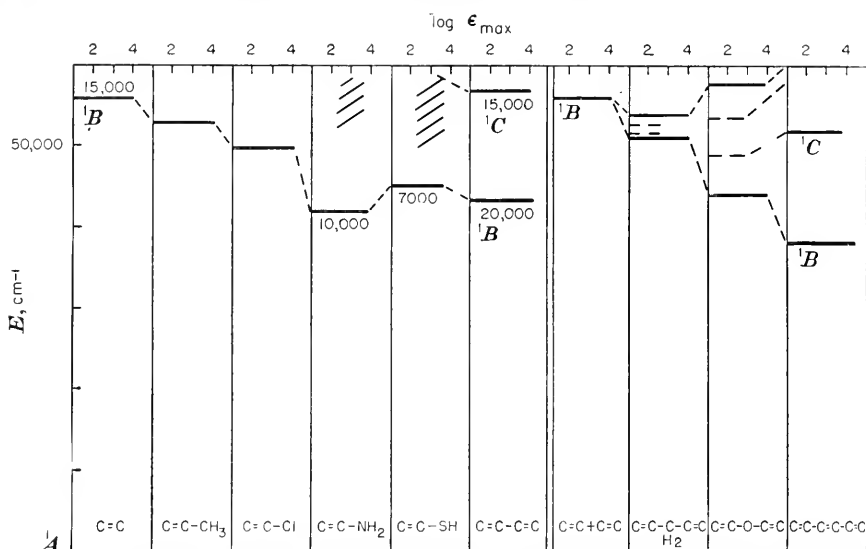 log ϵmax
2 4 2 4 2 4 2 4 2 4 2 4 2 4 2 4 2 4 2 4
15,000
¹B
50,000
10,000
7000
15,000
¹C
20,000
¹B
¹B
¹C
¹B
E, cm⁻¹
¹A
C=C
C=C-CH₃
C=C-Cl
C=C-NH₂
C=C-SH
C=C-C=C
C=C+C=C
C=C-C-C=C
H₂
C=C-O-C=C
C=C-C=C-C=C